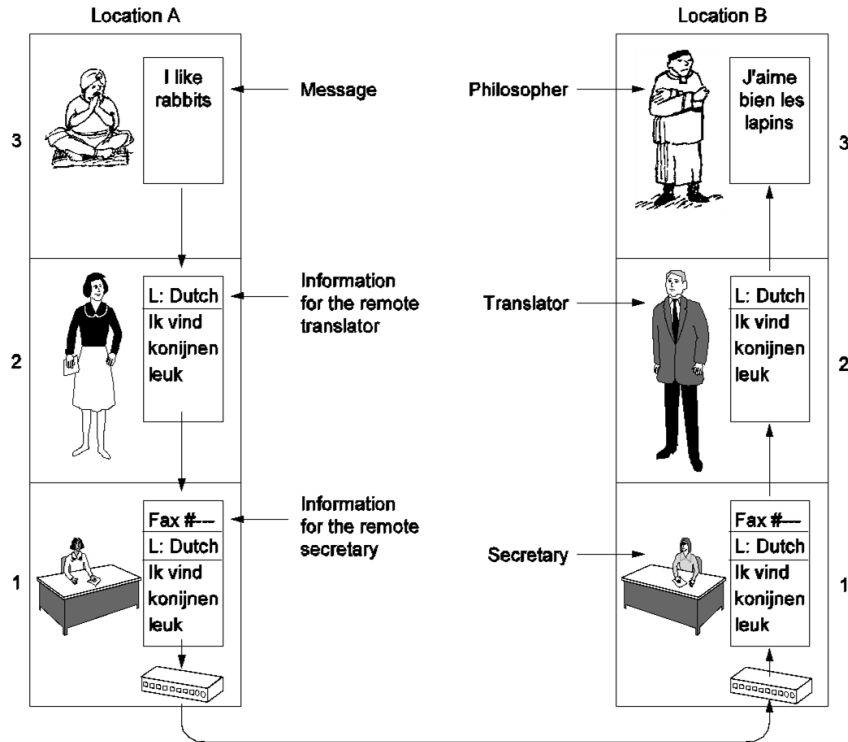 Location A
Location B
3
I like
rabbits
Message
Philosopher
J'aime
bien les
lapins
3
2
L: Dutch
Ik vind
konijnen
leuk
Information
for the remote
translator
Translator
L: Dutch
Ik vind
konijnen
leuk
2
1
Fax #---
L: Dutch
Ik vind
konijnen
leuk
Information
for the remote
secretary
Secretary
Fax #---
L: Dutch
Ik vind
konijnen
leuk
1